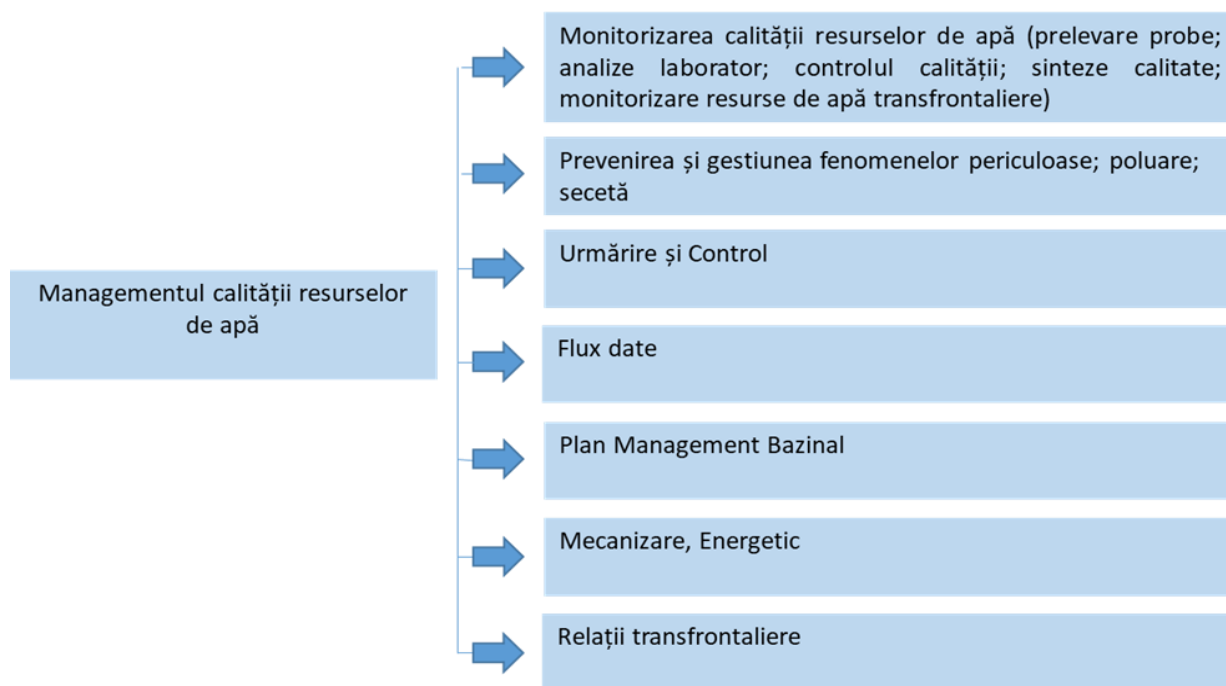 Monitorizarea calității resurselor de apă (prelevare probe;
analize laborator; controlul calității; sinteze calitate;
monitorizare resurse de apă transfrontaliere)
Prevenirea și gestiunea fenomenelor periculoase; poluare;
secetă
Urmărire și Control
Managementul calității resurselor
de apă
Flux date
Plan Management Bazinal
Mecanizare, Energetic
Relații transfrontaliere